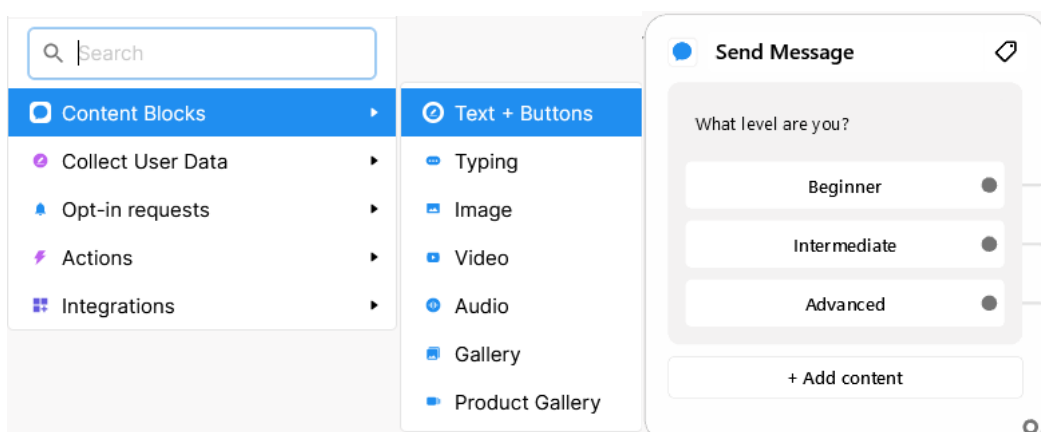 Search
Content Blocks
Collect User Data
Opt-in requests
Actions
Integrations
Text + Buttons
Typing
Image
Video
Audio
Gallery
Product Gallery
Send Message
What level are you?
Beginner
Intermediate
Advanced
+ Add content